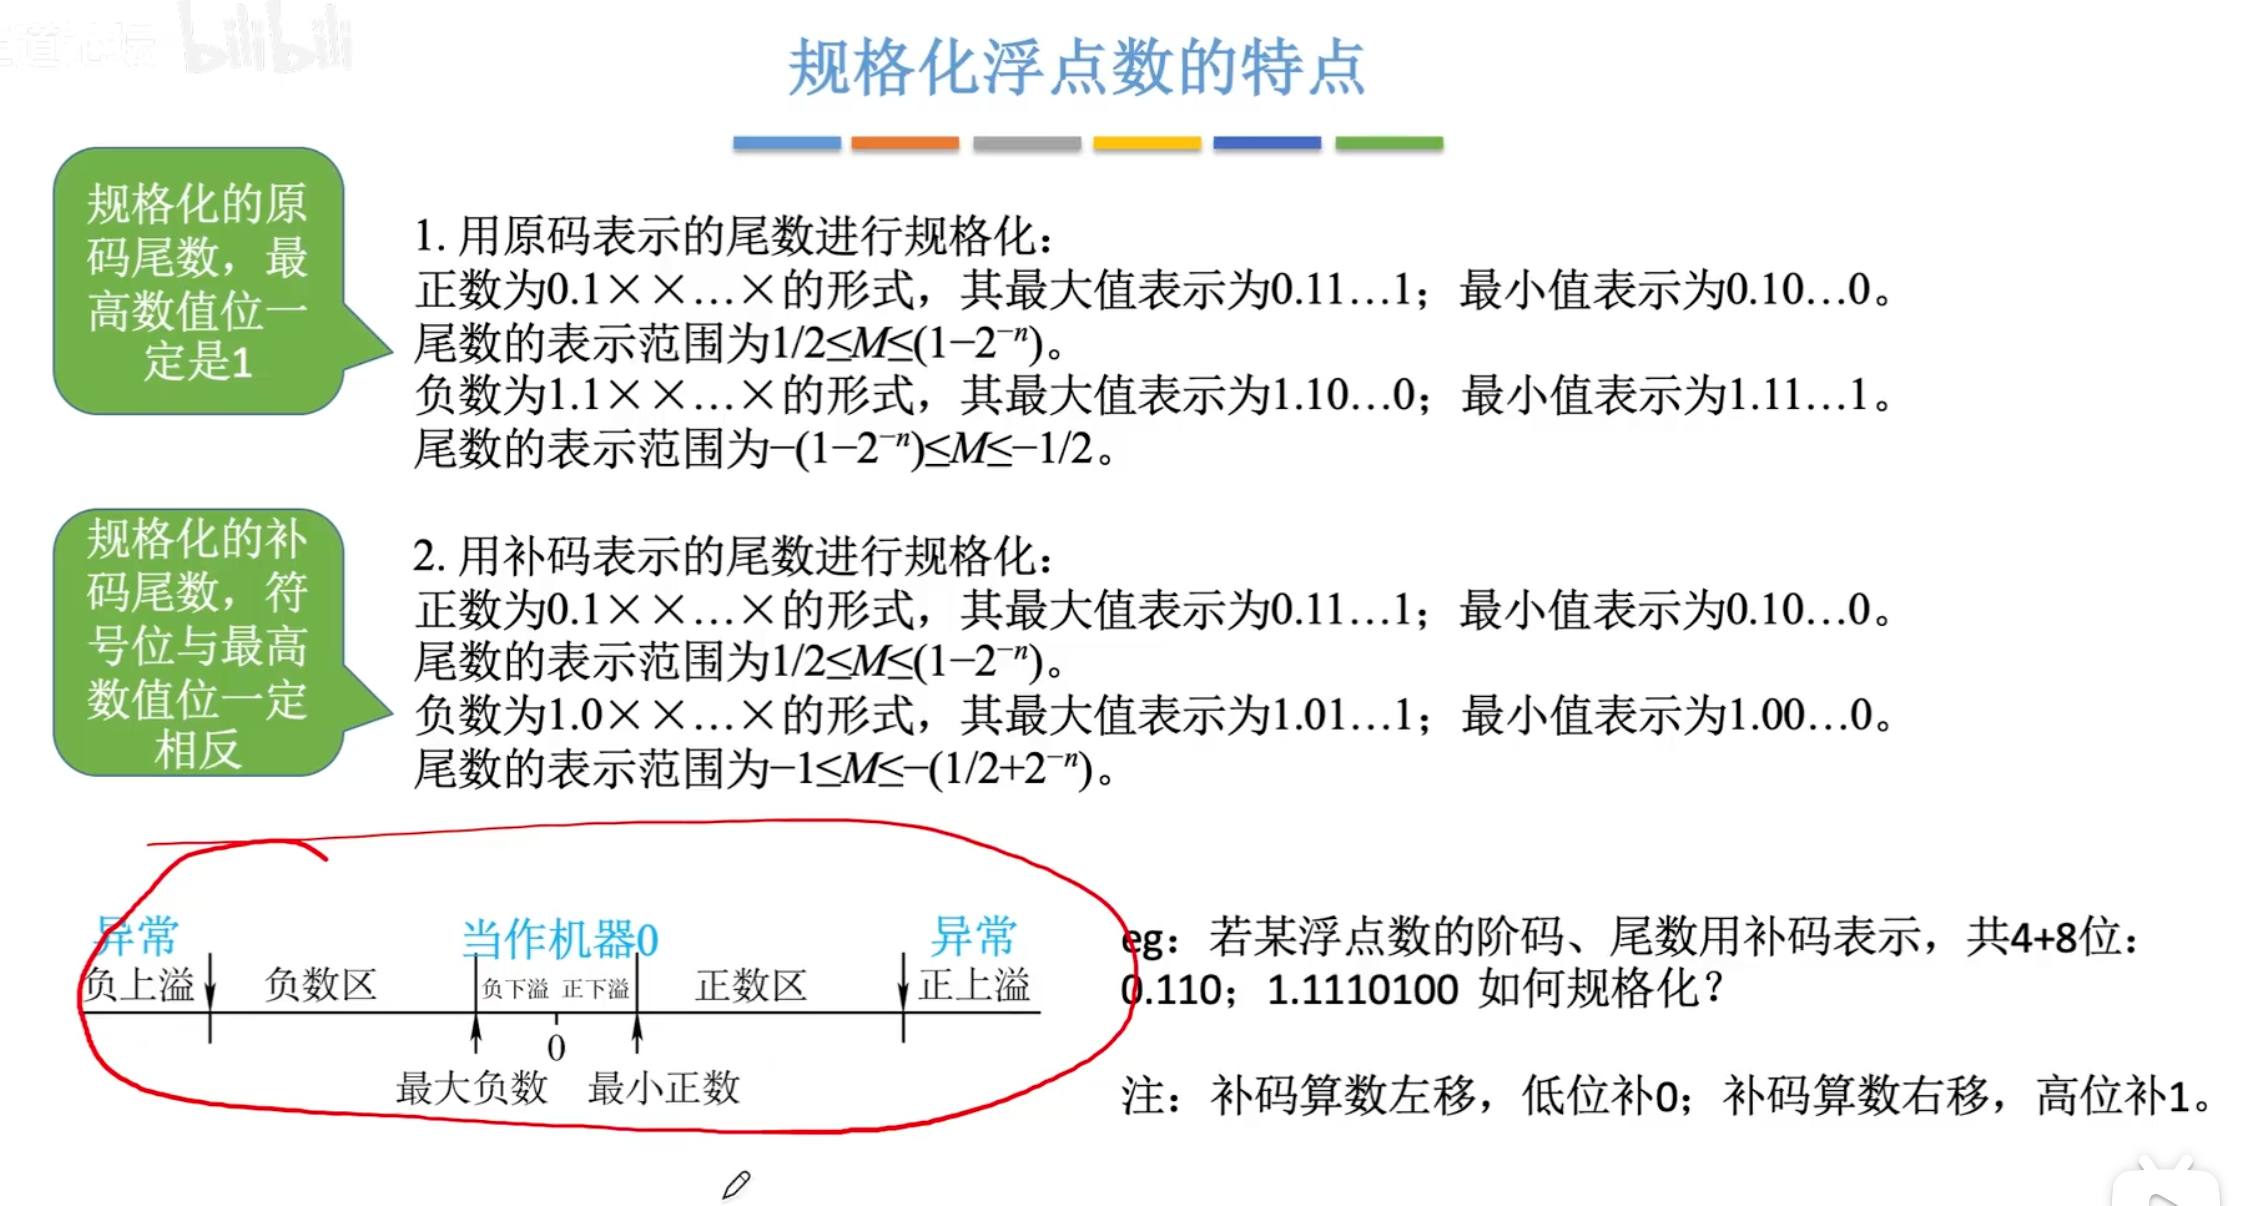 bilibili
规格化浮点数的特点
规格化的原
码尾数，最
高数值位一
定是1
1. 用原码表示的尾数进行规格化：
正数为0.1××…×的形式，其最大值表示为0.11…1；最小值表示为0.10…0。
尾数的表示范围为1/2≤M≤(1−2⁻ⁿ)。
负数为1.1××…×的形式，其最大值表示为1.10…0；最小值表示为1.11…1。
尾数的表示范围为−(1−2⁻ⁿ)≤M≤−1/2。
规格化的补
码尾数，符
号位与最高
数值位一定
相反
2. 用补码表示的尾数进行规格化：
正数为0.1××…×的形式，其最大值表示为0.11…1；最小值表示为0.10…0。
尾数的表示范围为1/2≤M≤(1−2⁻ⁿ)。
负数为1.0××…×的形式，其最大值表示为1.01…1；最小值表示为1.00…0。
尾数的表示范围为−1≤M≤−(1/2+2⁻ⁿ)。
异常 当作机器0 异常
负上溢 负数区 负下溢 正下溢 正数区 正上溢
0
最大负数 最小正数
eg：若某浮点数的阶码、尾数用补码表示，共4+8位：
0.110；1.1110100 如何规格化？
注：补码算数左移，低位补0；补码算数右移，高位补1。